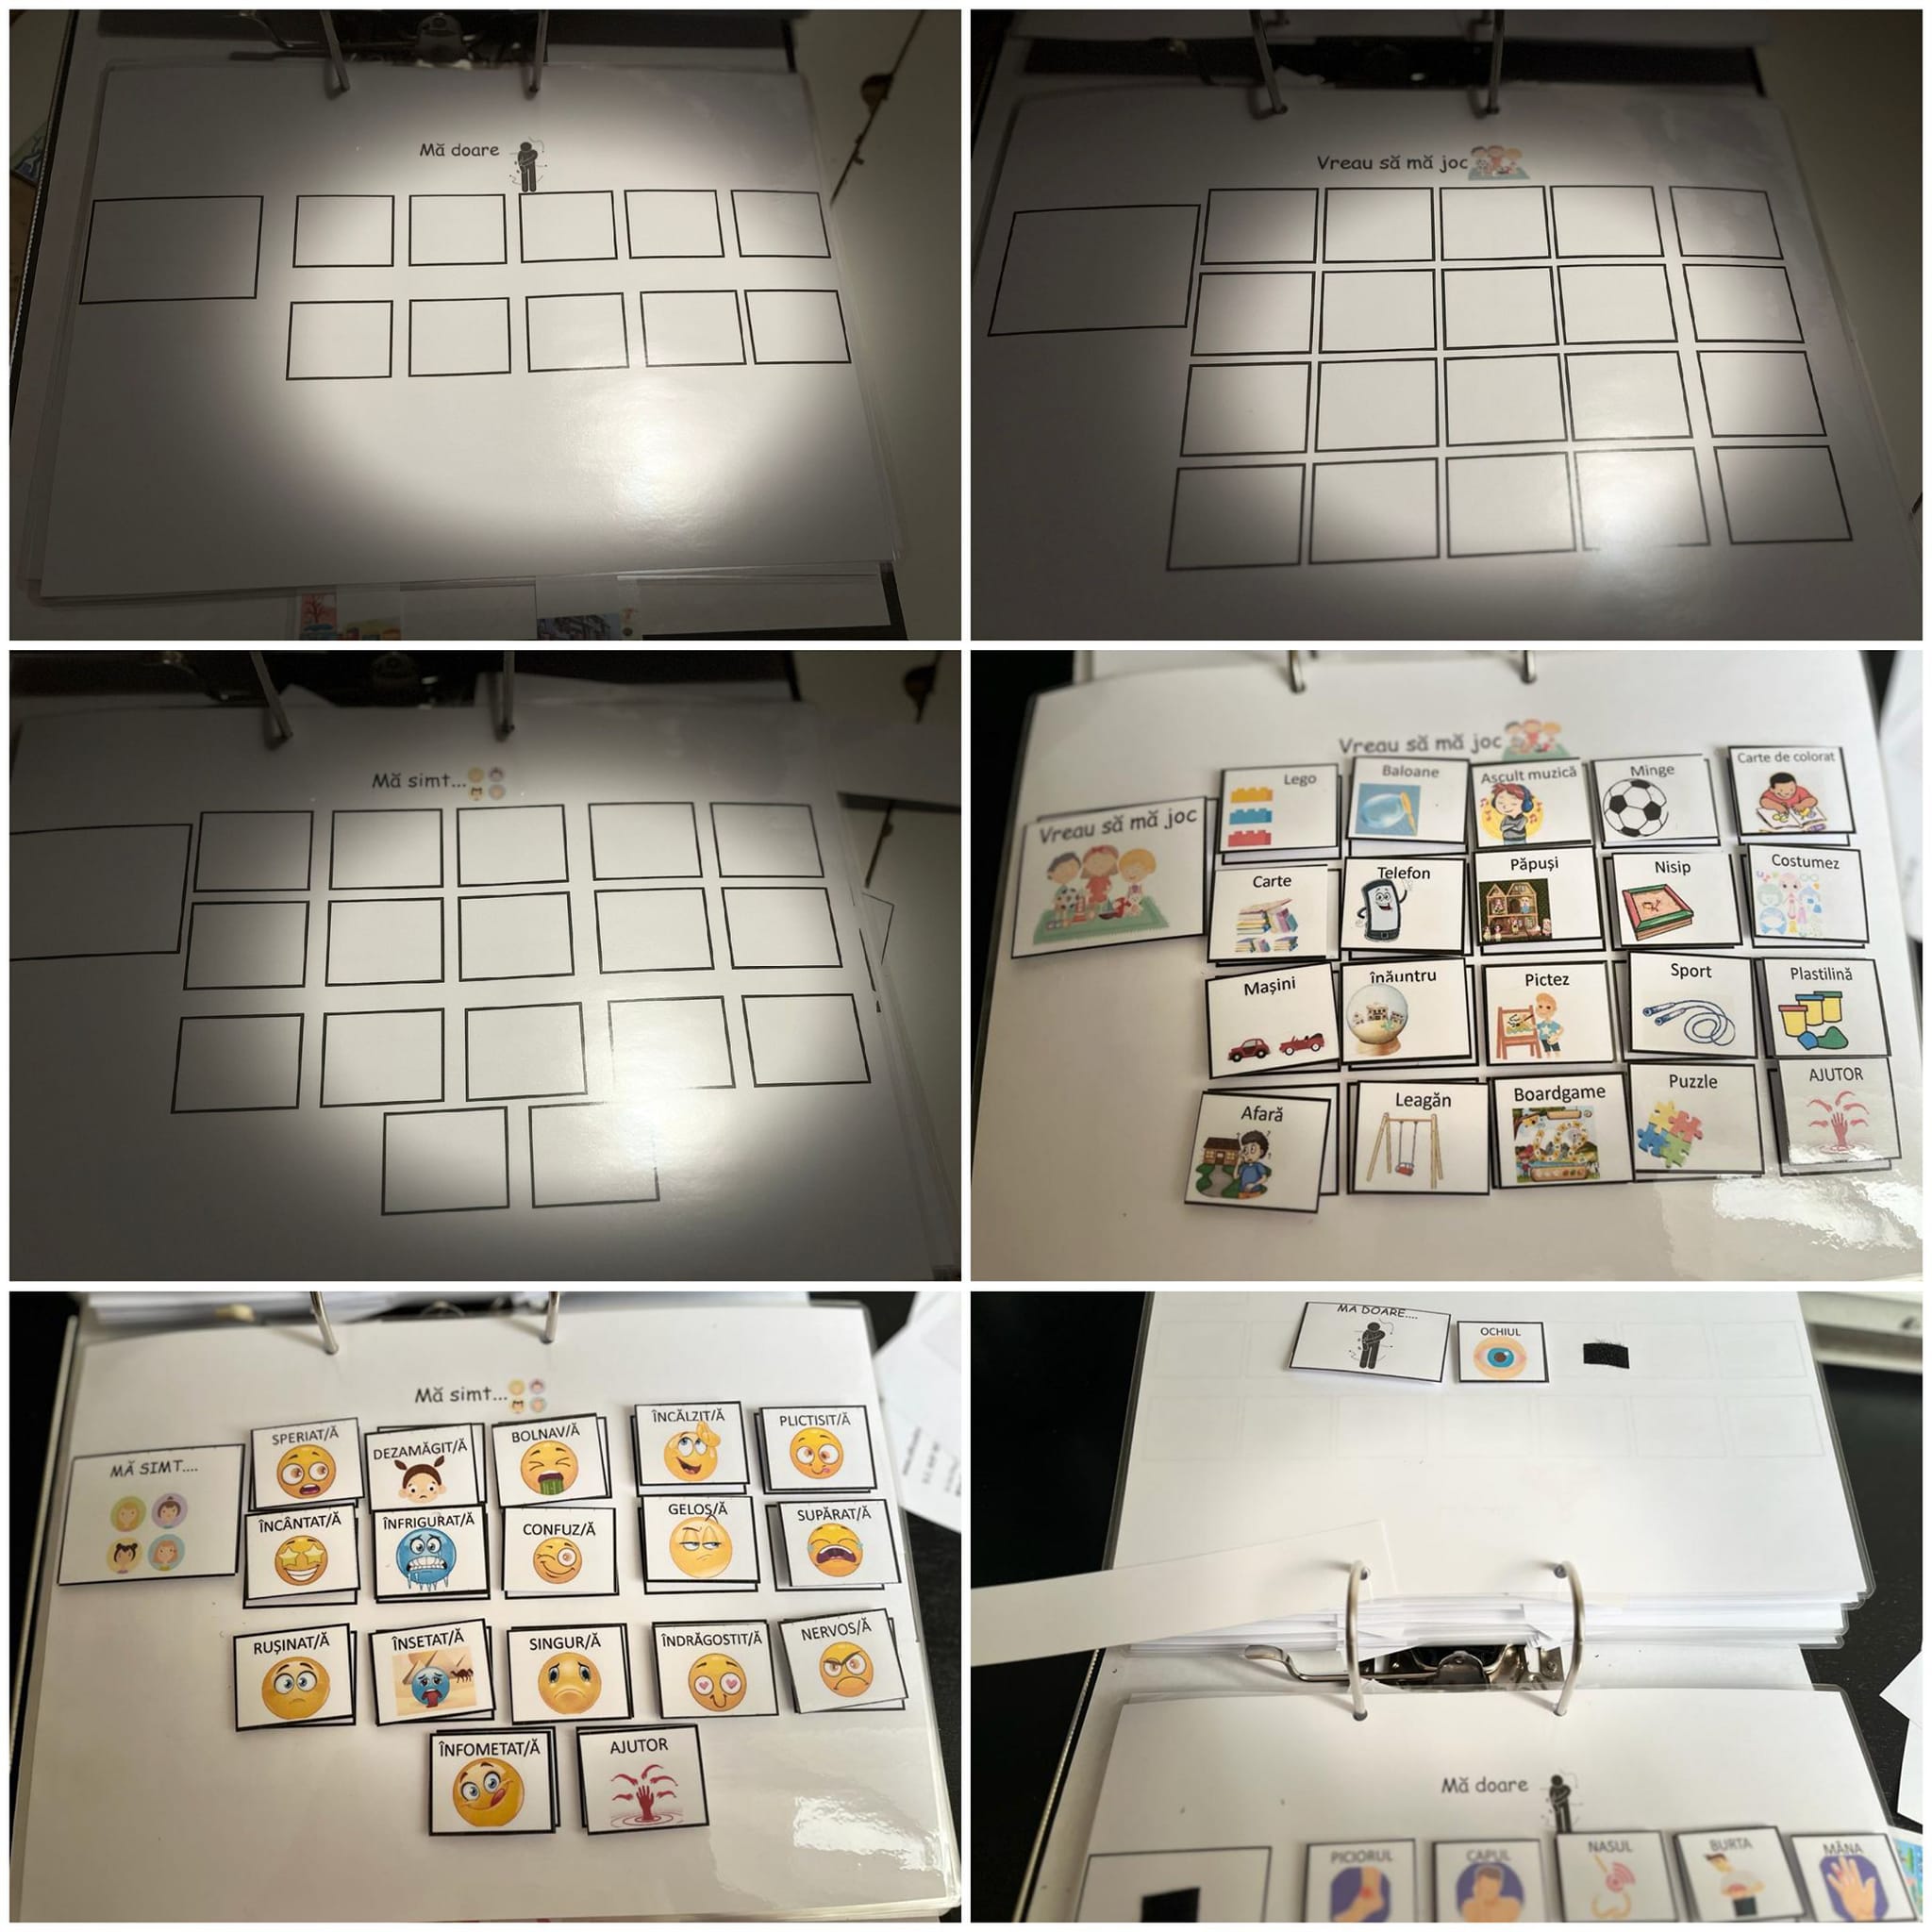 Mă doare
Vreau să mă joc
Mă simt...
Vreau să mă joc
Lego
Baloane
Ascult muzică
Minge
Carte de colorat
Vreau să mă joc
Carte
Telefon
Păpuși
Nisip
Costumez
Mașini
înăuntru
Pictez
Sport
Plastilină
Afară
Leagăn
Boardgame
Puzzle
AJUTOR
Mă simt...
MĂ SIMT....
SPERIAT/Ă
DEZAMĂGIT/Ă
BOLNAV/Ă
ÎNCĂLZIT/Ă
PLICTISIT/Ă
ÎNCÂNTAT/Ă
ÎNFRIGURAT/Ă
CONFUZ/Ă
GELOS/Ă
SUPĂRAT/Ă
RUȘINAT/Ă
ÎNSETAT/Ă
SINGUR/Ă
ÎNDRĂGOSTIT/Ă
NERVOS/Ă
ÎNFOMETAT/Ă
AJUTOR
MĂ DOARE....
OCHIUL
Mă doare
PICIORUL
CAPUL
NASUL
BURTA
MÂNA